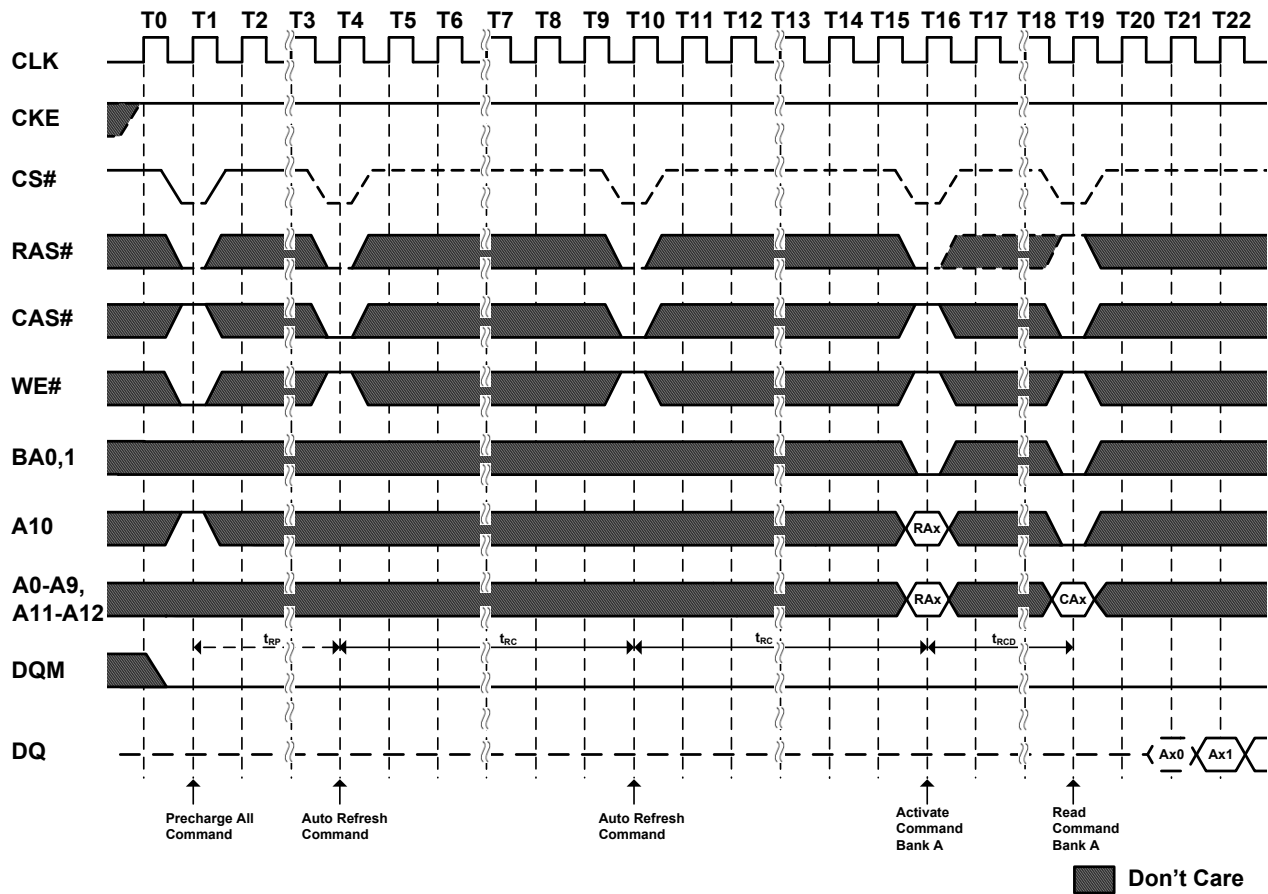 T0 T1 T2 T3 T4 T5 T6 T7 T8 T9 T10 T11 T12 T13 T14 T15 T16 T17 T18 T19 T20 T21 T22
CLK
CKE
CS#
RAS#
CAS#
WE#
BA0,1
A10
RAx
A0-A9,
A11-A12
RAx
CAx
tRP
tRC
tRC
tRCD
DQM
DQ
Ax0
Ax1
Precharge All
Command
Auto Refresh
Command
Auto Refresh
Command
Activate
Command
Bank A
Read
Command
Bank A
Don't Care